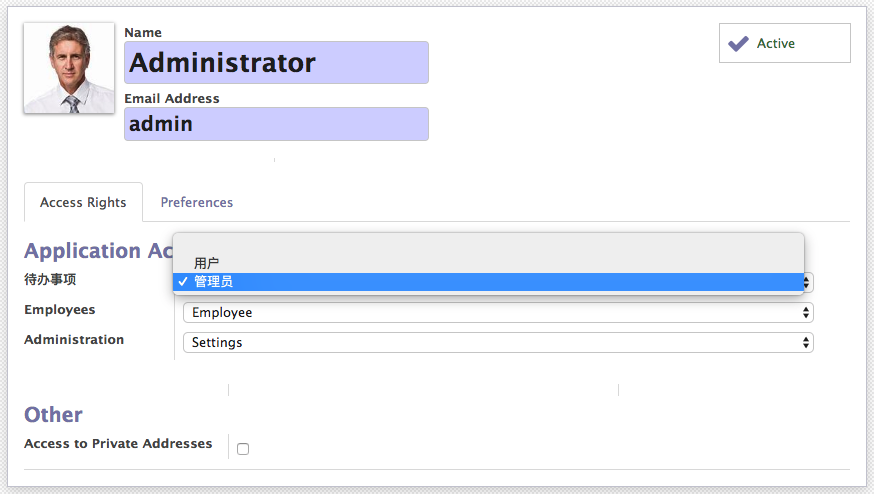 Name
Administrator
Active
Email Address
admin
Access Rights
Preferences
Application Ac
用户
待办事项
管理员
Employees
Employee
Administration
Settings
Other
Access to Private Addresses